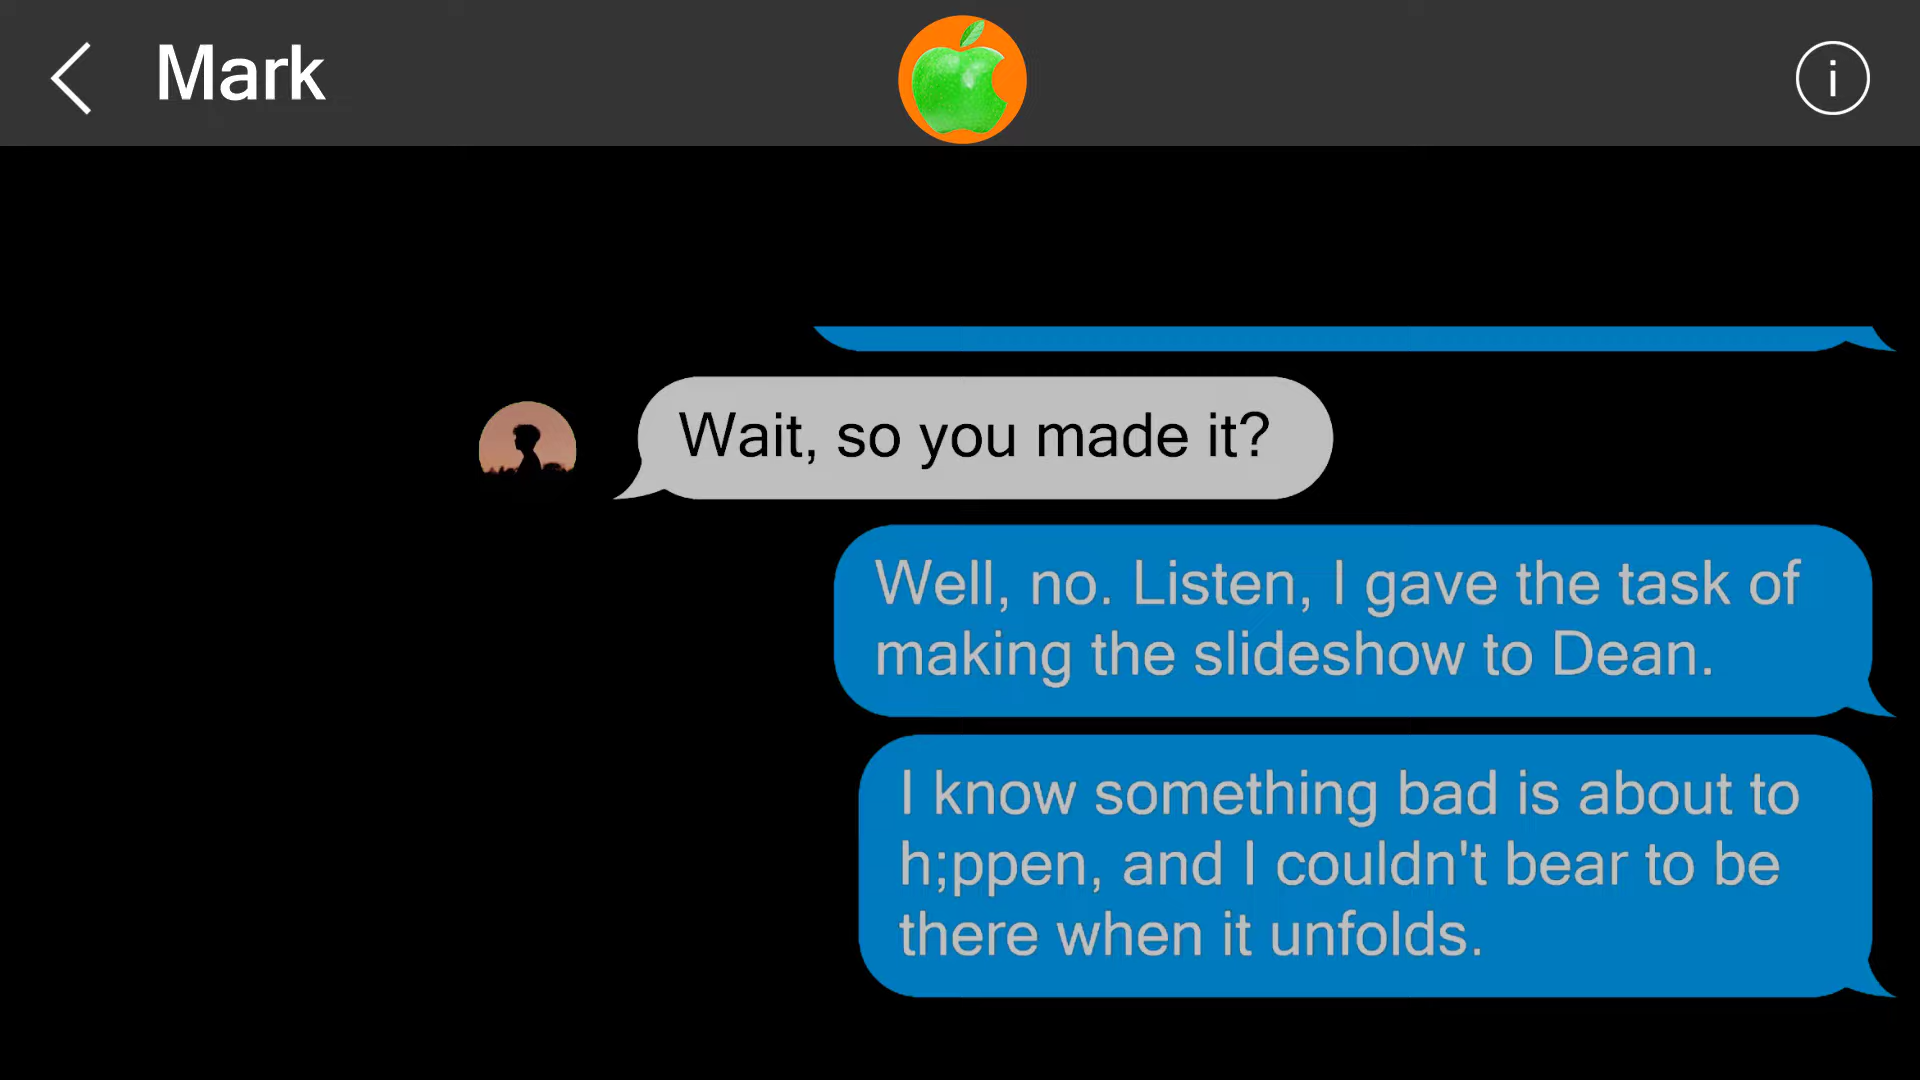 Mark
i
Wait, so you made it?
Well, no. Listen, I gave the task of
making the slideshow to Dean.
I know something bad is about to
h;ppen, and I couldn't bear to be
there when it unfolds.